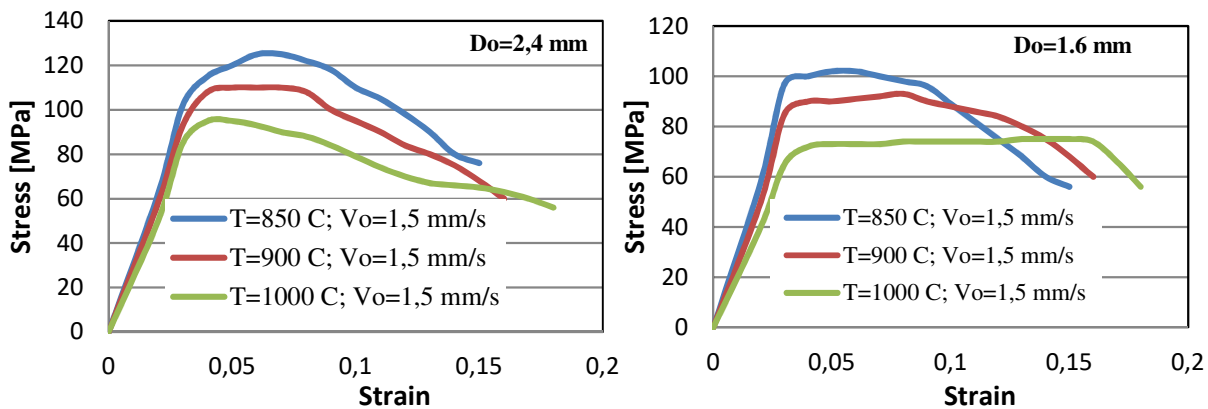 Stress [MPa]
140
120
100
80
60
40
20
0
Do=2,4 mm
T=850 C; Vo=1,5 mm/s
T=900 C; Vo=1,5 mm/s
T=1000 C; Vo=1,5 mm/s
0
0,05
0,1
0,15
0,2
Strain
Stress [MPa]
120
100
80
60
40
20
0
Do=1.6 mm
T=850 C; Vo=1,5 mm/s
T=900 C; Vo=1,5 mm/s
T=1000 C; Vo=1,5 mm/s
0
0,05
0,1
0,15
0,2
Strain